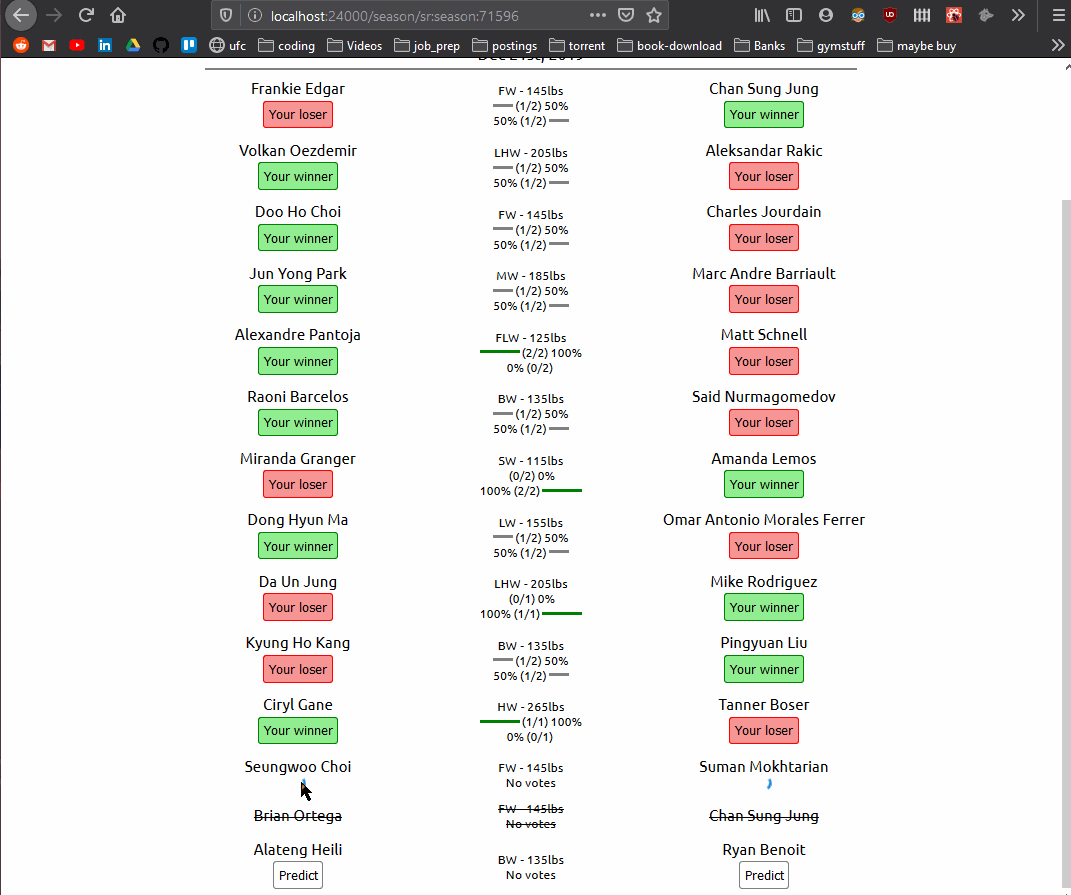 localhost:24000/season/sr:season:71596
ufc coding Videos job_prep postings torrent book-download Banks gymstuff maybe buy
Dec 21st, 2019
Frankie Edgar FW - 145lbs Chan Sung Jung
Your loser (1/2) 50% Your winner
50% (1/2)
Volkan Oezdemir LHW - 205lbs Aleksandar Rakic
Your winner (1/2) 50% Your loser
50% (1/2)
Doo Ho Choi FW - 145lbs Charles Jourdain
Your winner (1/2) 50% Your loser
50% (1/2)
Jun Yong Park MW - 185lbs Marc Andre Barriault
Your winner (1/2) 50% Your loser
50% (1/2)
Alexandre Pantoja FLW - 125lbs Matt Schnell
Your winner (2/2) 100% Your loser
0% (0/2)
Raoni Barcelos BW - 135lbs Said Nurmagomedov
Your winner (1/2) 50% Your loser
50% (1/2)
Miranda Granger SW - 115lbs Amanda Lemos
Your loser (0/2) 0% Your winner
100% (2/2)
Dong Hyun Ma LW - 155lbs Omar Antonio Morales Ferrer
Your winner (1/2) 50% Your loser
50% (1/2)
Da Un Jung LHW - 205lbs Mike Rodriguez
Your loser (0/1) 0% Your winner
100% (1/1)
Kyung Ho Kang BW - 135lbs Pingyuan Liu
Your loser (1/2) 50% Your winner
50% (1/2)
Ciryl Gane HW - 265lbs Tanner Boser
Your winner (1/1) 100% Your loser
0% (0/1)
Seungwoo Choi FW - 145lbs Suman Mokhtarian
No votes
Brian Ortega FW - 145lbs Chan Sung Jung
No votes
Alateng Heili BW - 135lbs Ryan Benoit
Predict No votes Predict